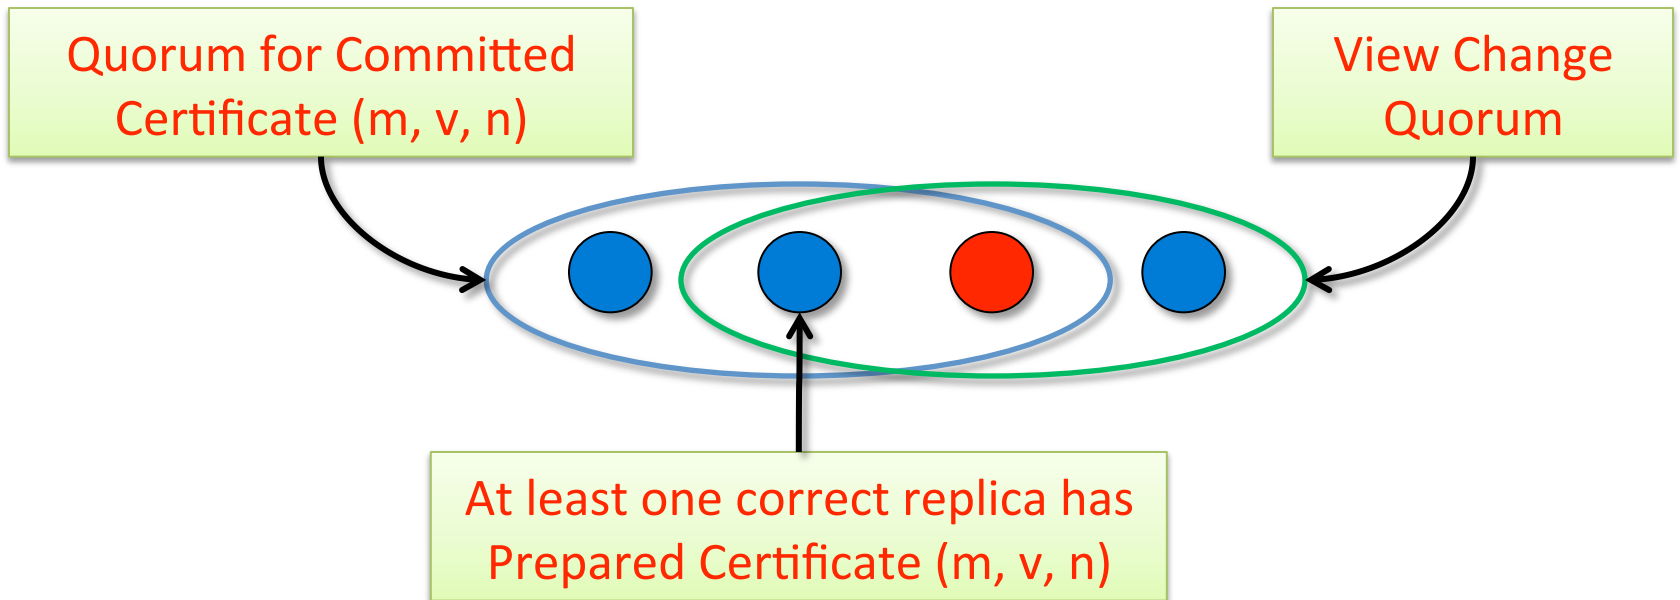 Quorum for Committed
Certificate (m, v, n)
View Change
Quorum
At least one correct replica has
Prepared Certificate (m, v, n)